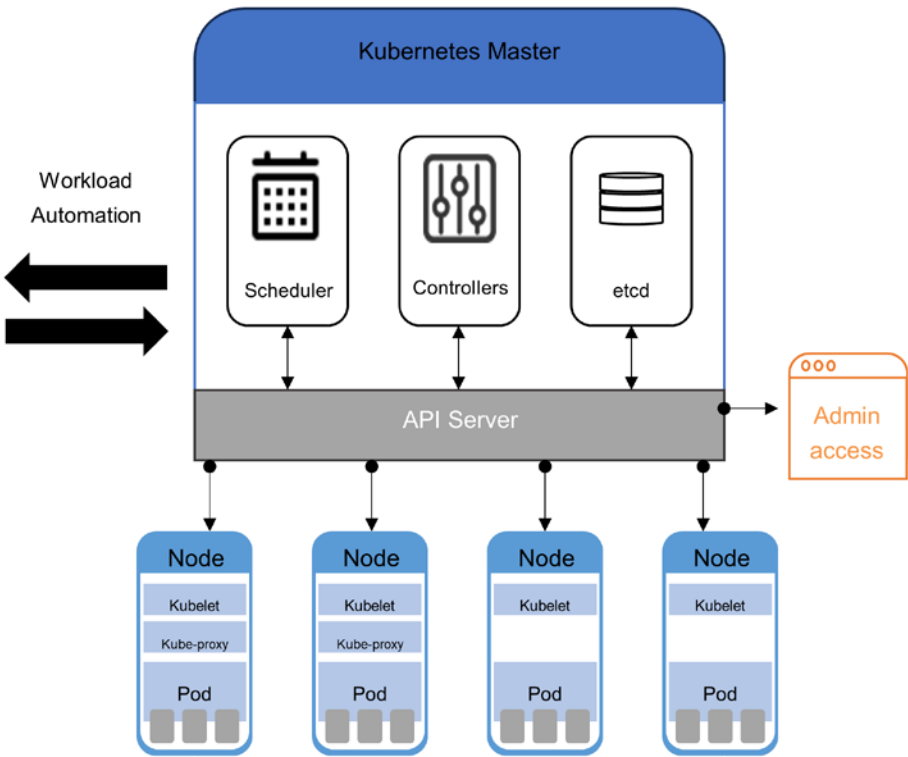 Kubernetes Master
Workload
Automation
Scheduler
Controllers
etcd
API Server
Admin
access
Node
Kubelet
Kube-proxy
Pod
Node
Kubelet
Kube-proxy
Pod
Node
Kubelet
Pod
Node
Kubelet
Pod